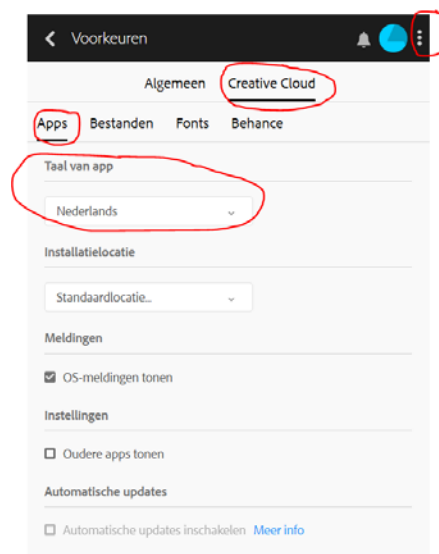 Voorkeuren
Algemeen Creative Cloud
Apps Bestanden Fonts Behance
Taal van app
Nederlands
Installatielocatie
Standaardlocatie...
Meldingen
OS-meldingen tonen
Instellingen
Oudere apps tonen
Automatische updates
Automatische updates inschakelen Meer info